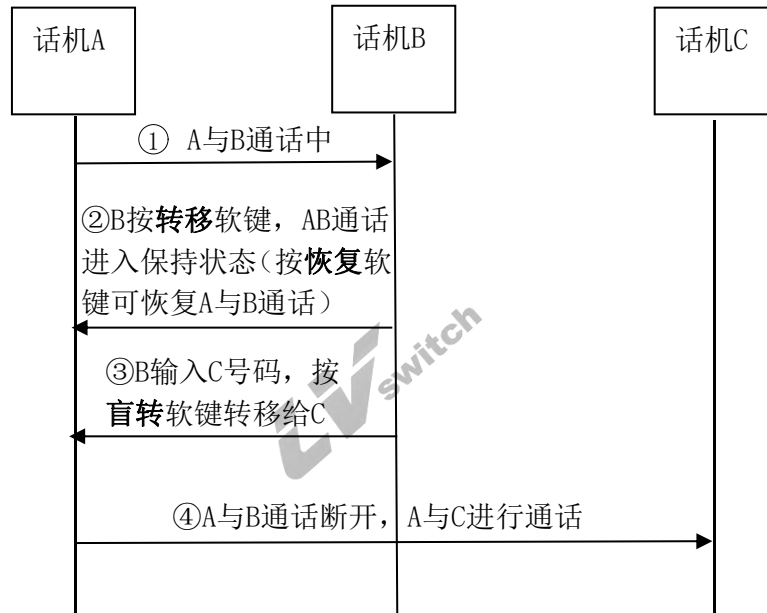 话机A
话机B
话机C
① A与B通话中
②B按转移软键，AB通话
进入保持状态（按恢复软
键可恢复A与B通话）
③B输入C号码，按
盲转软键转移给C
LVswitch
④A与B通话断开，A与C进行通话